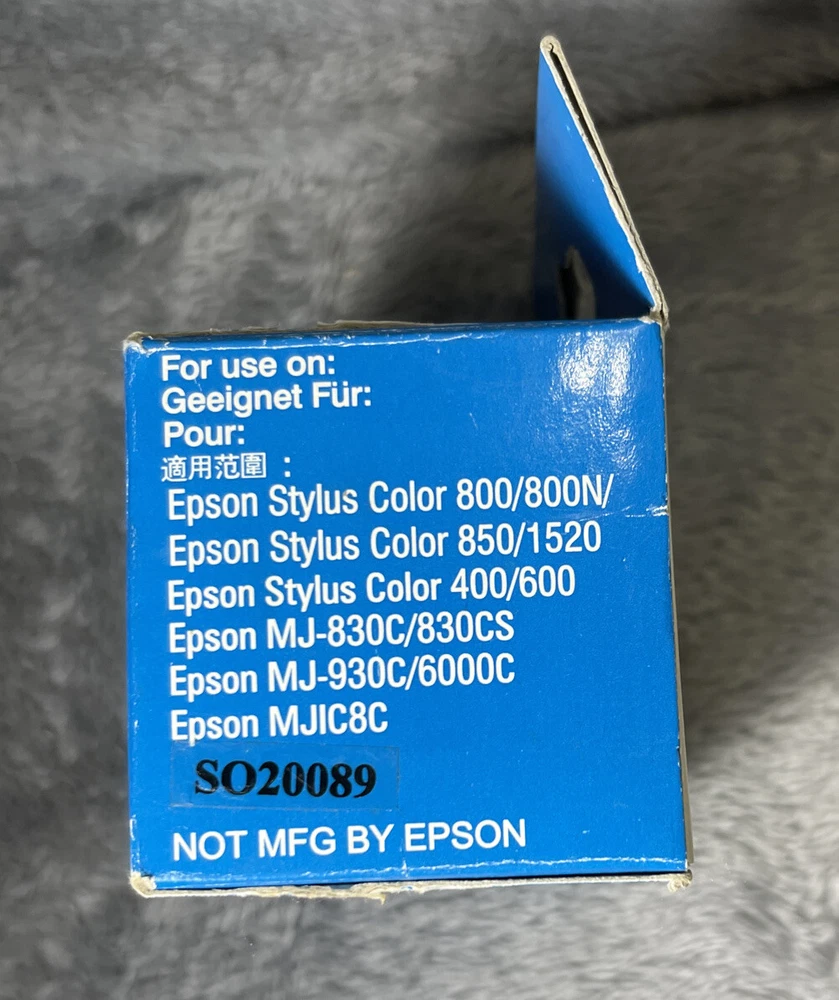 For use on:
Geeignet Für:
Pour:
適用范圍 :
Epson Stylus Color 800/800N/
Epson Stylus Color 850/1520
Epson Stylus Color 400/600
Epson MJ-830C/830CS
Epson MJ-930C/6000C
Epson MJIC8C
SO20089
NOT MFG BY EPSON